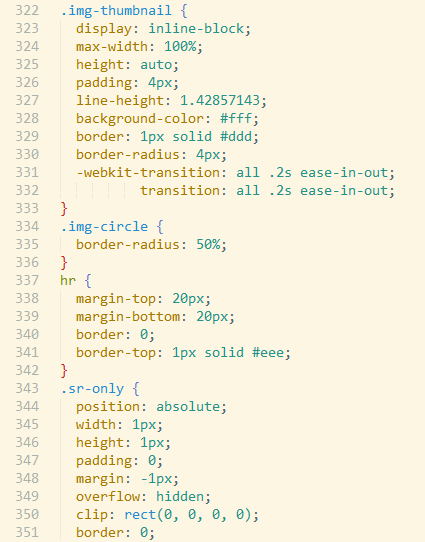 322 .img-thumbnail {
323   display: inline-block;
324   max-width: 100%;
325   height: auto;
326   padding: 4px;
327   line-height: 1.42857143;
328   background-color: #fff;
329   border: 1px solid #ddd;
330   border-radius: 4px;
331   -webkit-transition: all .2s ease-in-out;
332           transition: all .2s ease-in-out;
333 }
334 .img-circle {
335   border-radius: 50%;
336 }
337 hr {
338   margin-top: 20px;
339   margin-bottom: 20px;
340   border: 0;
341   border-top: 1px solid #eee;
342 }
343 .sr-only {
344   position: absolute;
345   width: 1px;
346   height: 1px;
347   padding: 0;
348   margin: -1px;
349   overflow: hidden;
350   clip: rect(0, 0, 0, 0);
351   border: 0;